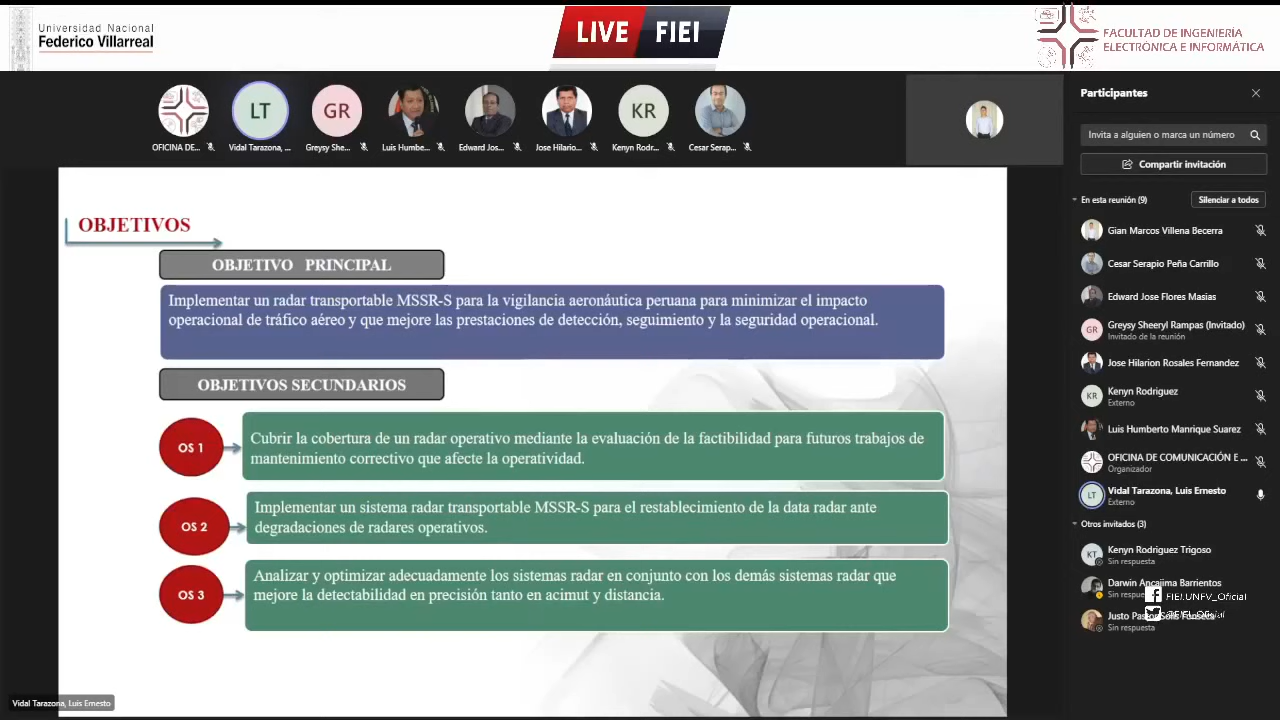 Universidad Nacional
Federico Villarreal
LIVE FIEI
FACULTAD DE INGENIERÍA
ELECTRÓNICA E INFORMÁTICA
LT
GR
KR
OFICINA DE...
Vidal Tarazona, ...
Greysy She...
Luis Humbe...
Edward Jos...
Jose Hilario...
Kenyn Rodr...
Cesar Serap...
OBJETIVOS
OBJETIVO PRINCIPAL
Implementar un radar transportable MSSR-S para la vigilancia aeronáutica peruana para minimizar el impacto
operacional de tráfico aéreo y que mejore las prestaciones de detección, seguimiento y la seguridad operacional.
OBJETIVOS SECUNDARIOS
OS 1
Cubrir la cobertura de un radar operativo mediante la evaluación de la factibilidad para futuros trabajos de
mantenimiento correctivo que afecte la operatividad.
OS 2
Implementar un sistema radar transportable MSSR-S para el restablecimiento de la data radar ante
degradaciones de radares operativos.
OS 3
Analizar y optimizar adecuadamente los sistemas radar en conjunto con los demás sistemas radar que
mejore la detectabilidad en precisión tanto en acimut y distancia.
Vidal Tarazona, Luis Ernesto
Participantes
Invita a alguien o marca un número
Compartir invitación
En esta reunión (9)
Silenciar a todos
Gian Marcos Villena Becerra
Cesar Serapio Peña Carrillo
Edward Jose Flores Masias
GR
Greysy Sheeryl Rampas (Invitado)
Invitado de la reunión
Jose Hilarion Rosales Fernandez
KR
Kenyn Rodriguez
Externo
Luis Humberto Manrique Suarez
OFICINA DE COMUNICACIÓN E ...
Organizador
LT
Vidal Tarazona, Luis Ernesto
Externo
Otros invitados (3)
KT
Kenyn Rodriguez Trigoso
Sin respuesta
Darwin Ancajima Barrientos
Sin respuesta
FIEI.UNFV_Oficial
Justo Pastor Solís Fonseca
Sin respuesta